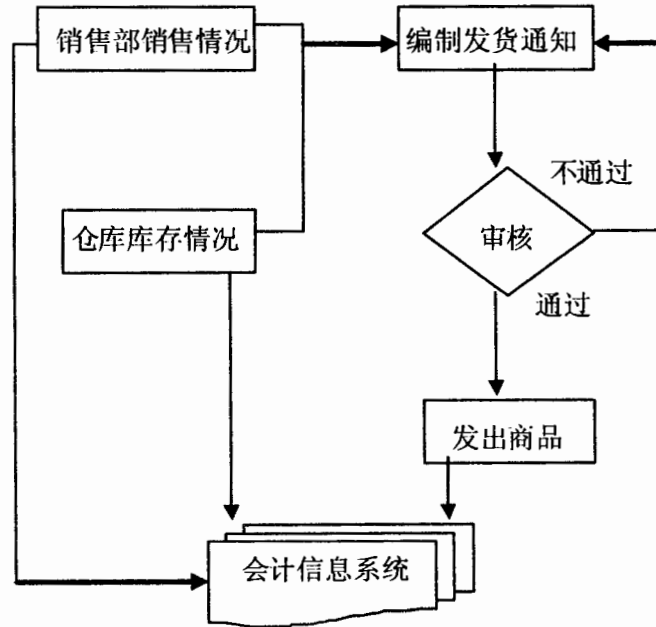 销售部销售情况
编制发货通知
不通过
仓库库存情况
审核
通过
发出商品
会计信息系统